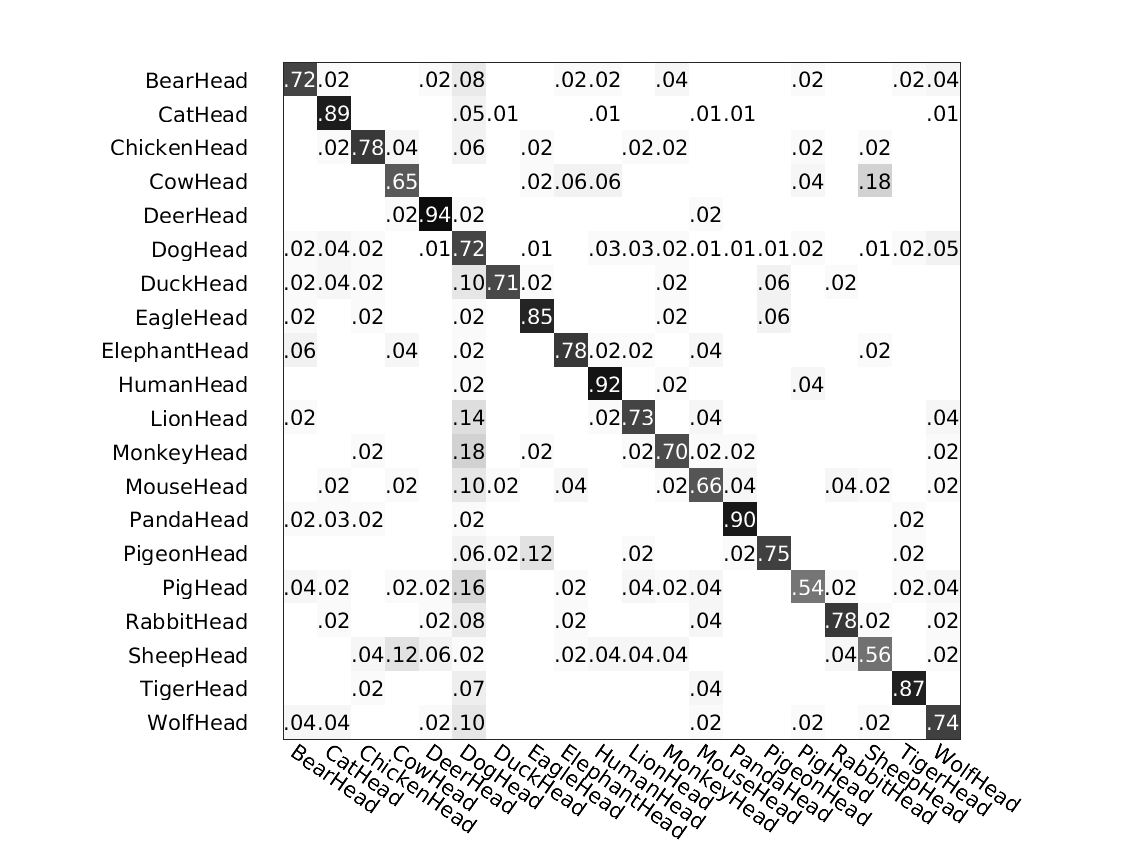 BearHead .72 .02 .02 .08 .02 .02 .04 .02 .02 .04
CatHead .89 .05 .01 .01 .01 .01 .01
ChickenHead .02 .78 .04 .06 .02 .02 .02 .02 .02
CowHead .65 .02 .06 .06 .04 .18
DeerHead .02 .94 .02 .02
DogHead .02 .04 .02 .01 .72 .01 .03 .03 .02 .01 .01 .01 .02 .01 .02 .05
DuckHead .02 .04 .02 .10 .71 .02 .02 .06 .02
EagleHead .02 .02 .02 .85 .02 .06
ElephantHead .06 .04 .02 .78 .02 .02 .04 .02
HumanHead .02 .92 .02 .04
LionHead .02 .14 .02 .73 .04 .04
MonkeyHead .02 .18 .02 .02 .70 .02 .02 .02
MouseHead .02 .02 .10 .02 .04 .02 .66 .04 .04 .02 .02
PandaHead .02 .03 .02 .02 .90 .02
PigeonHead .06 .02 .12 .02 .02 .75 .02
PigHead .04 .02 .02 .02 .16 .02 .04 .02 .04 .54 .02 .02 .04
RabbitHead .02 .02 .08 .02 .04 .78 .02 .02
SheepHead .04 .12 .06 .02 .02 .04 .04 .04 .04 .56 .02
TigerHead .02 .07 .04 .87
WolfHead .04 .04 .02 .10 .02 .02 .02 .74
BearHead
CatHead
ChickenHead
CowHead
DeerHead
DogHead
DuckHead
EagleHead
ElephantHead
HumanHead
LionHead
MonkeyHead
MouseHead
PandaHead
PigeonHead
PigHead
RabbitHead
SheepHead
TigerHead
WolfHead